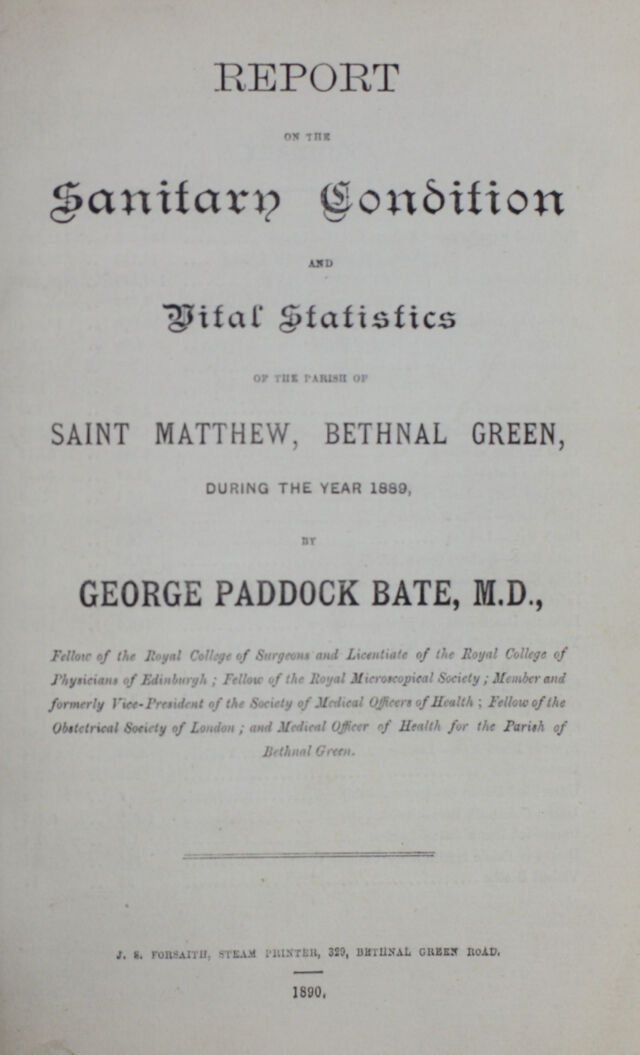 REPORT
ON THE
Sanitary Condition
AND
Vital Statistics
OF THE PARISH OF
SAINT MATTHEW, BETHNAL GREEN,
DURING THE YEAR 1889,
BY
GEORGE PADDOCK BATE, M.D.,
Fellow of the Royal College of Surgeons and Licentiate of the Royal College of
Physicians of Edinburgh ; Fellow of the Royal Microscopical Society ; Member and
formerly Vice-President of the Society of Medical Officers of Health ; Fellow of the
Obstetrical Society of London ; and Medical Officer of Health for the Parish of
Bethnal Green.
J. S. FORSAITH, STEAM PRINTER, 329, BETHNAL GREEN ROAD.
1890.